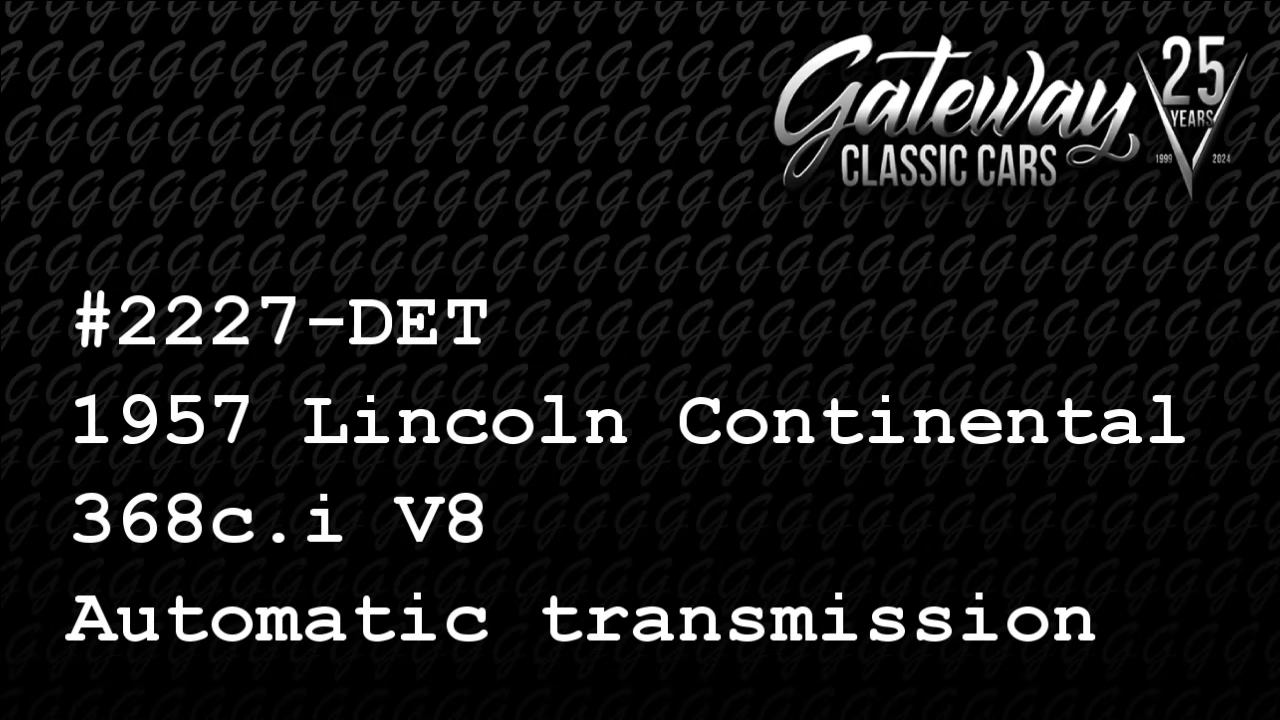 Gateway
CLASSIC CARS
25
YEARS
1999 2024
#2227-DET
1957 Lincoln Continental
368c.i V8
Automatic transmission